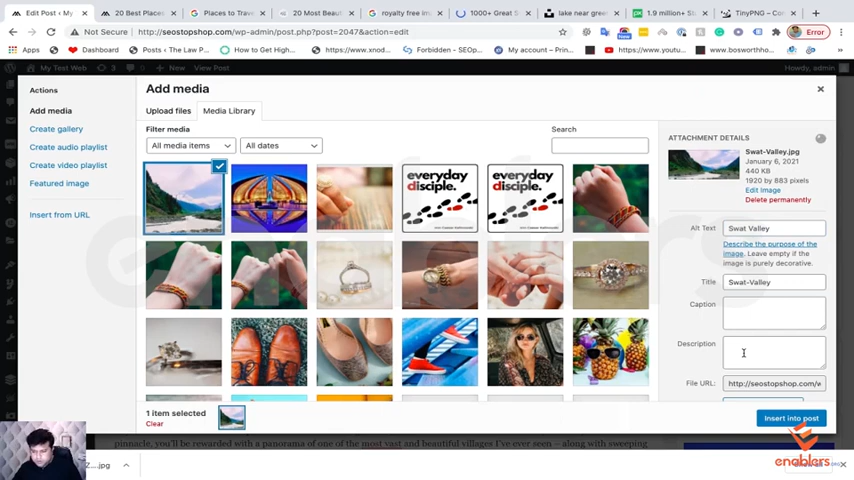 Edit Post ‹ My
20 Best Places
Places to Trave
20 Most Beaut
royalty free im
1000+ Great S
lake near gree
1.9 million+ St
TinyPNG – Con
Not Secure
http://seostopshop.com/wp-admin/post.php?post=2047&action=edit
New
Error
Dashboard
Posts ‹ The Law P
How to Get High
https://www.xnod
Forbidden – SEOp
My account – Prin
https://www.youtu
www.bosworthho
My Test Web
3
New
View Post
Howdy, admin
Actions
Add media
Create gallery
Create audio playlist
Create video playlist
Featured image
Insert from URL
Add media
Upload files
Media Library
Filter media
All media items
All dates
Search
everyday
disciple.
everyday
disciple.
ATTACHMENT DETAILS
Swat-Valley.jpg
January 6, 2021
440 KB
1920 by 883 pixels
Edit Image
Delete permanently
Alt Text
Swat Valley
Describe the purpose of the
image. Leave empty if the
image is purely decorative.
Title
Swat-Valley
Caption
Description
File URL:
http://seostopshop.com/w
1 item selected
Clear
Insert into post
pinnacle, you'll be rewarded with a panorama of one of the most vast and beautiful villages I've ever seen – along with sweeping
enablers
Z....jpg
enablers